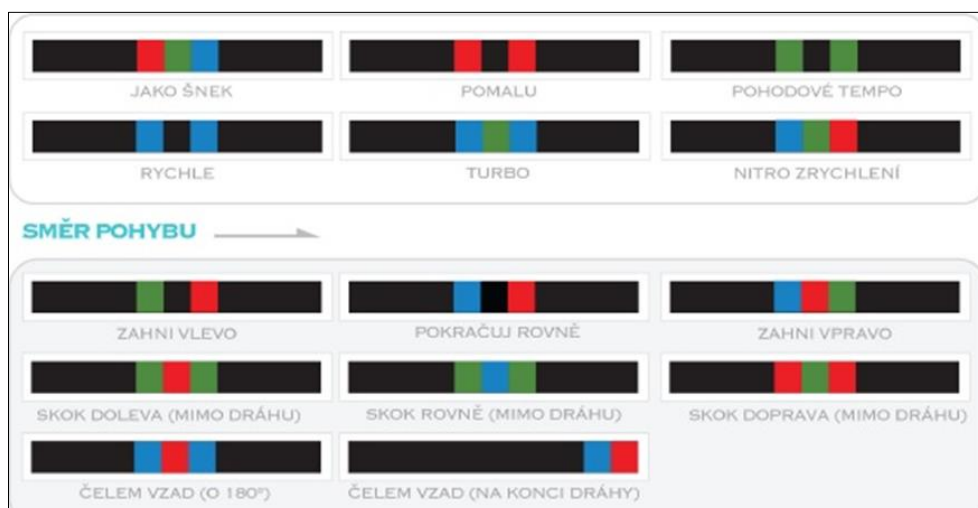 JAKO ŠNEK POMALU POHODOVÉ TEMPO
RYCHLE TURBO NITRO ZRYCHLENÍ
SMĚR POHYBU
ZAHNI VLEVO POKRAČUJ ROVNĚ ZAHNI VPRAVO
SKOK DOLEVA (MIMO DRÁHU) SKOK ROVNĚ (MIMO DRÁHU) SKOK DOPRAVA (MIMO DRÁHU)
ČELEM VZAD (O 180°) ČELEM VZAD (NA KONCI DRÁHY)